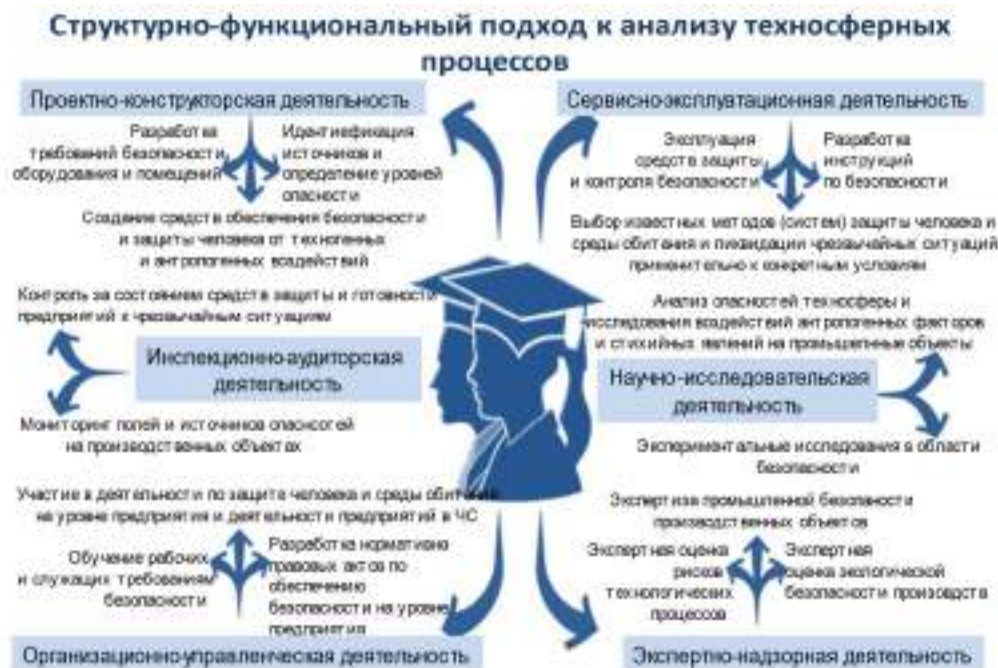 Структурно-функциональный подход к анализу техносферных
процессов
Проектно-конструкторская деятельность
Разработка
требований безопасности
оборудования и помещений
Идентиефикация
источников и
определение уровней
опасности
Создание средств обеспечения безопасности
и защиты человека от техногенных
и антропогенных воздействий
Сервисно-эксплуатационная деятельность
Эксплуация
средств защиты
и контроля безопасности
Разработка
инструкций
по безопасности
Выбор известных методов (систем) защиты человека и
среды обитания и ликвидации чрезвычайных ситуаций
применительно к конкретным условиям
Контроль за состоянием средств защиты и готовности
предприятий к чрезвычайным ситуациям
Инспекционно-аудиторская
деятельность
Мониторинг полей и источников опасностей
на производственных объектах
Анализ опасностей техносферы и
исследования воздействий антропогенных факторов
и стихийных явлений на промышленные объекты
Научно-исследовательская
деятельность
Экспериментальные исследования в области
безопасности
Участие в деятельности по защите человека и среды обитания
на уровне предприятия и деятельности предприятий в ЧС
Обучение рабочих
и служащих требованиям
безопасности
Разработка нормативно
правовых актов по
обеспечению
безопасности на уровне
предприятия
Организационно-управленческая деятельность
Экспертиза промышленной безопасности
производственных объектов
Экспертная оценка
рисков
технологических
процессов
Экспертная
оценка экологической
безопасности произовдств
Экспертно-надзорная деятельность